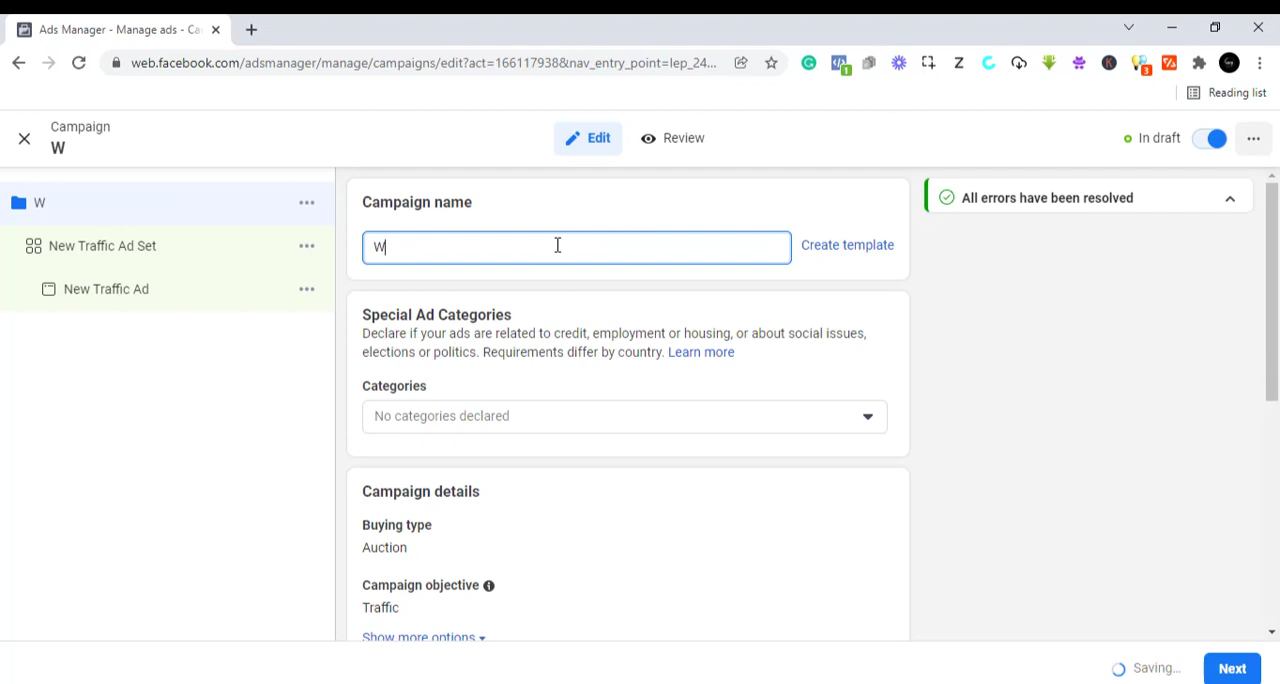 Ads Manager - Manage ads - Ca
web.facebook.com/adsmanager/manage/campaigns/edit?act=166117938&nav_entry_point=lep_24...
1
Z
K
3
Reading list
Campaign
W
Edit
Review
In draft
W
New Traffic Ad Set
New Traffic Ad
Campaign name
W
Create template
Special Ad Categories
Declare if your ads are related to credit, employment or housing, or about social issues,
elections or politics. Requirements differ by country. Learn more
Categories
No categories declared
Campaign details
Buying type
Auction
Campaign objective
Traffic
Show more options
All errors have been resolved
Saving...
Next